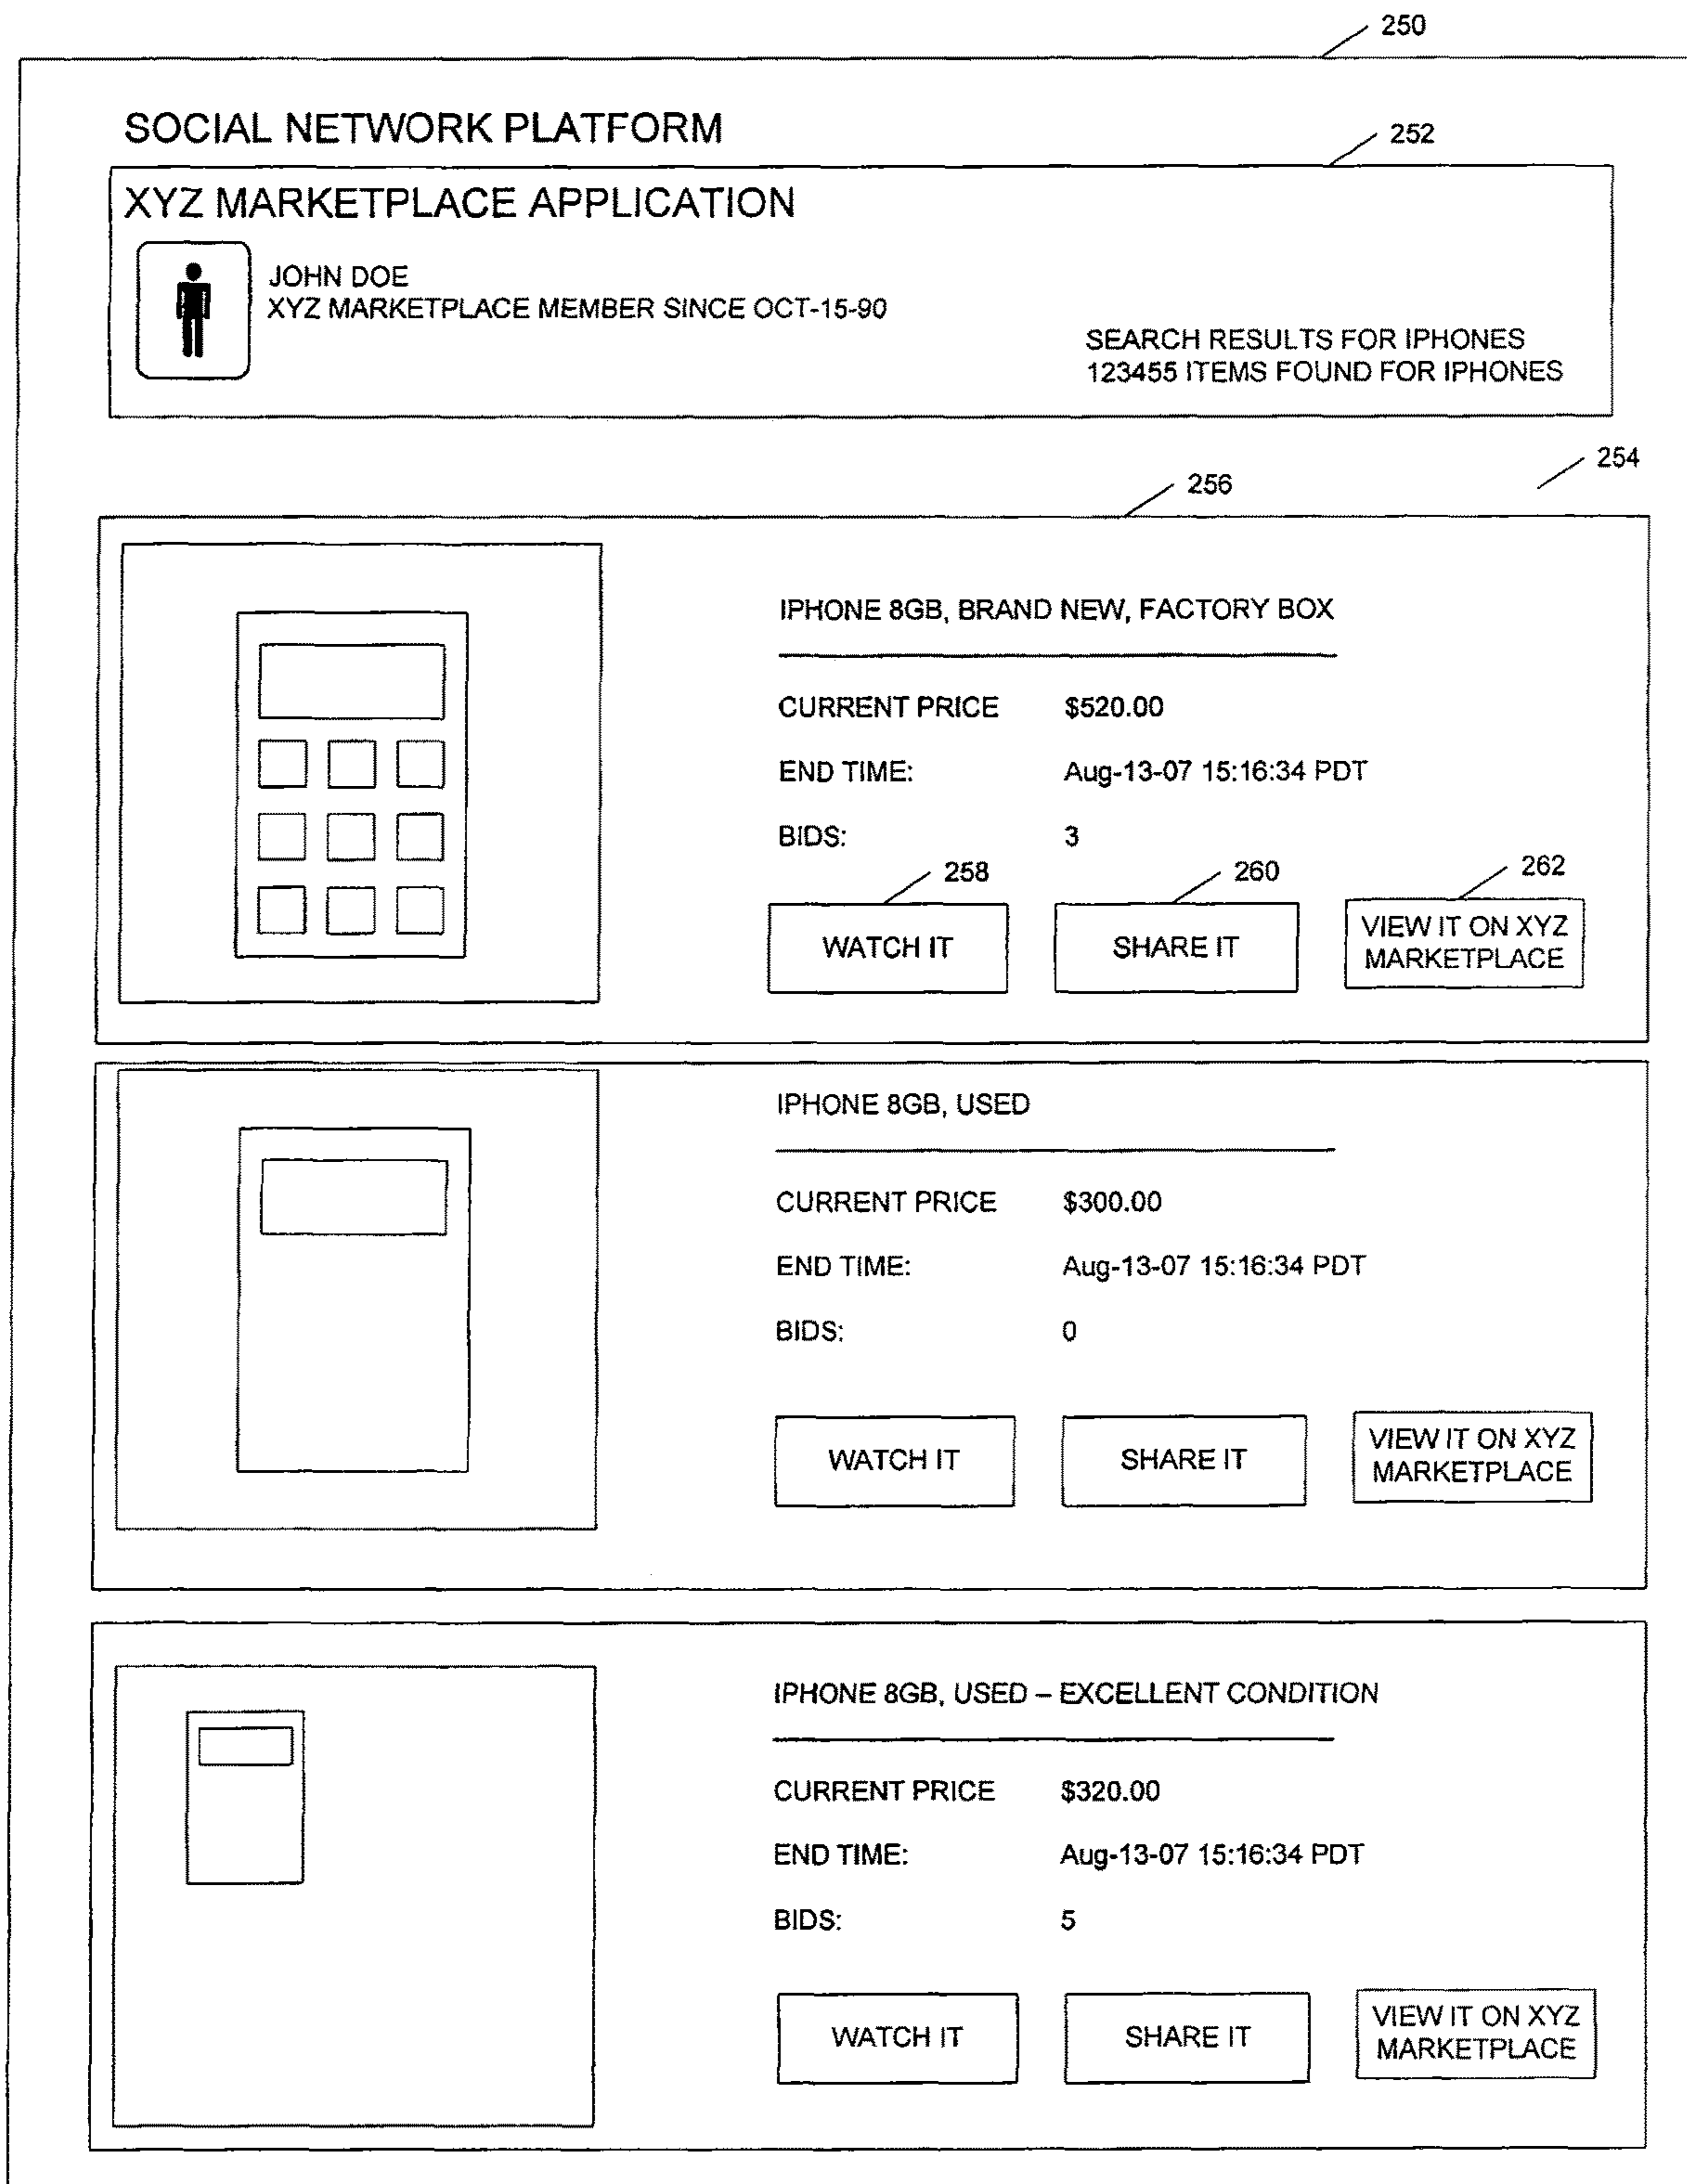 250
SOCIAL NETWORK PLATFORM
252
XYZ MARKETPLACE APPLICATION
JOHN DOE
XYZ MARKETPLACE MEMBER SINCE OCT-15-90
SEARCH RESULTS FOR IPHONES
123455 ITEMS FOUND FOR IPHONES
254
256
IPHONE 8GB, BRAND NEW, FACTORY BOX
CURRENT PRICE $520.00
END TIME: Aug-13-07 15:16:34 PDT
BIDS: 3
258 260 262
WATCH IT
SHARE IT
VIEW IT ON XYZ
MARKETPLACE
IPHONE 8GB, USED
CURRENT PRICE $300.00
END TIME: Aug-13-07 15:16:34 PDT
BIDS: 0
WATCH IT
SHARE IT
VIEW IT ON XYZ
MARKETPLACE
IPHONE 8GB, USED – EXCELLENT CONDITION
CURRENT PRICE $320.00
END TIME: Aug-13-07 15:16:34 PDT
BIDS: 5
WATCH IT
SHARE IT
VIEW IT ON XYZ
MARKETPLACE